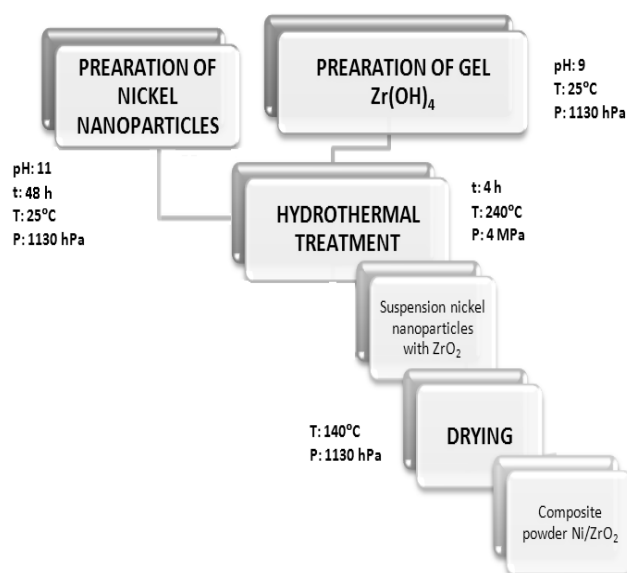 PREARATION OF
NICKEL
NANOPARTICLES
PREARATION OF GEL
Zr(OH)₄
pH: 9
T: 25°C
P: 1130 hPa
pH: 11
t: 48 h
T: 25°C
P: 1130 hPa
HYDROTHERMAL
TREATMENT
t: 4 h
T: 240°C
P: 4 MPa
Suspension nickel
nanoparticles
with ZrO₂
T: 140°C
P: 1130 hPa
DRYING
Composite
powder Ni/ZrO₂